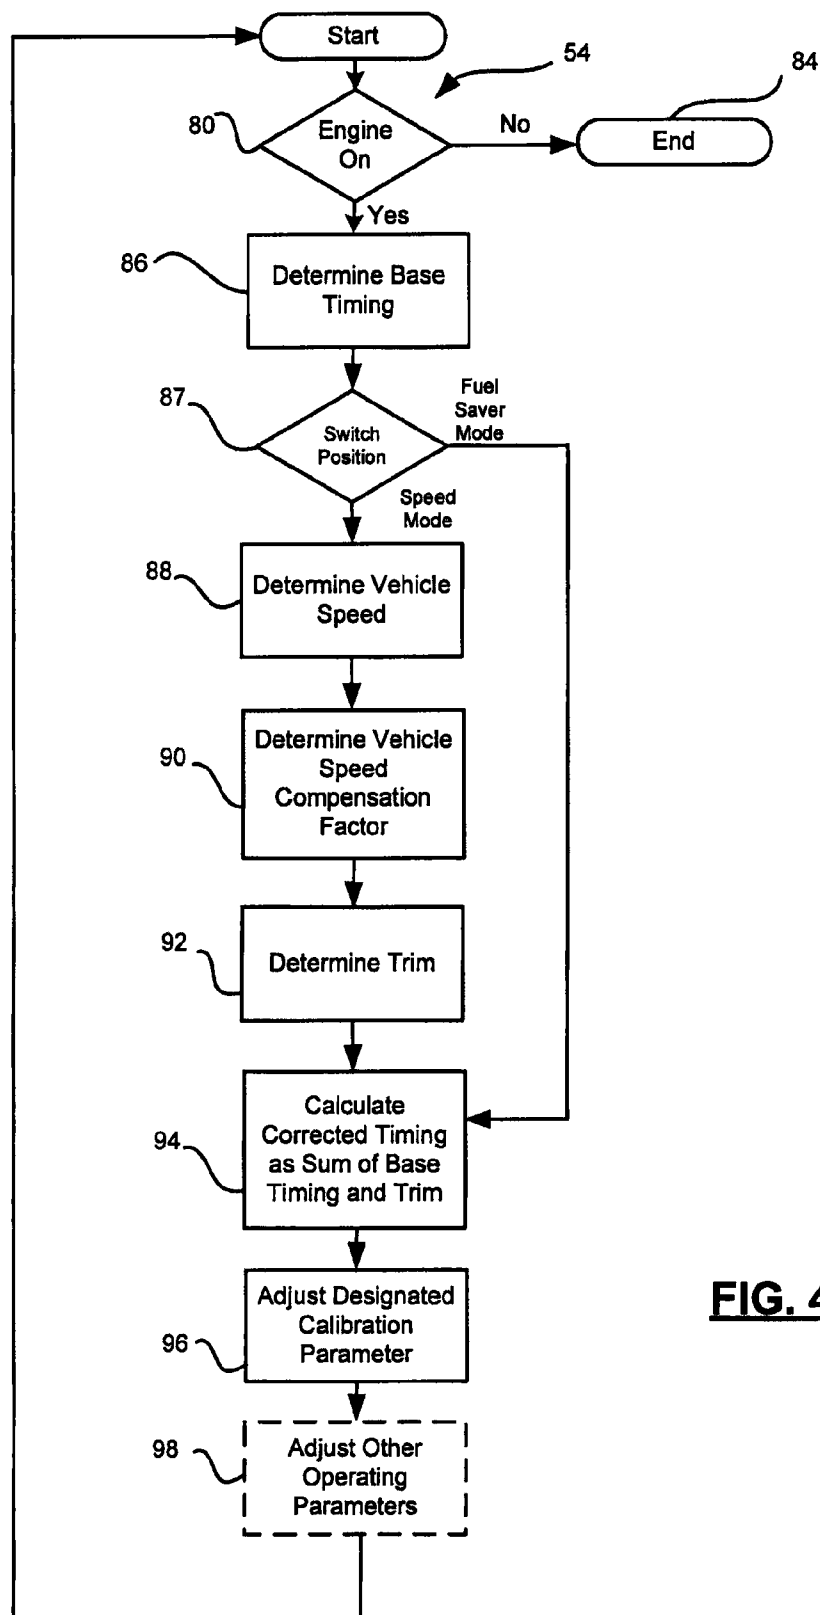 Start
54
84
80
Engine
On
No
End
Yes
86
Determine Base
Timing
87
Fuel
Saver
Mode
Switch
Position
Speed
Mode
88
Determine Vehicle
Speed
90
Determine Vehicle
Speed
Compensation
Factor
92
Determine Trim
94
Calculate
Corrected Timing
as Sum of Base
Timing and Trim
96
Adjust Designated
Calibration
Parameter
FIG. 4
98
Adjust Other
Operating
Parameters